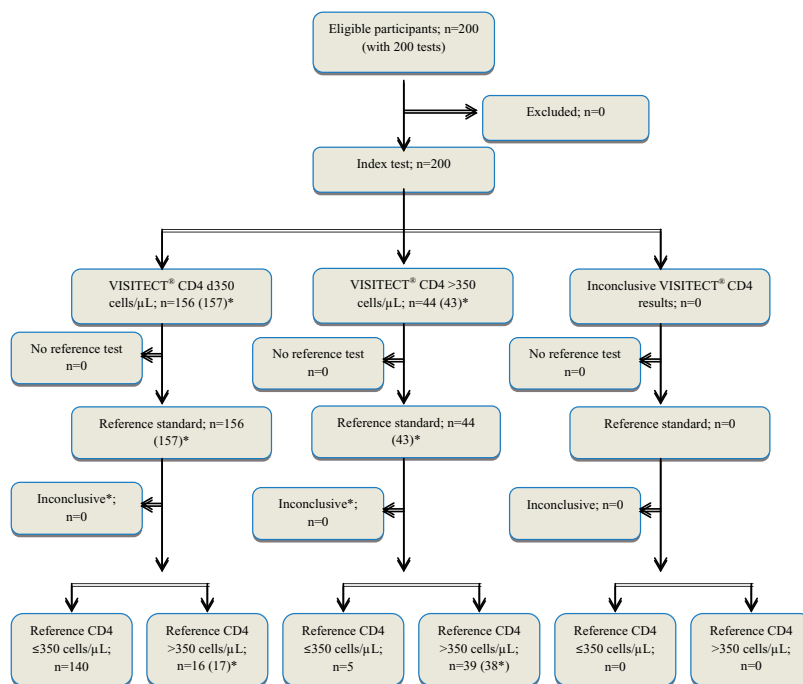 Eligible participants; n=200
(with 200 tests)
Excluded; n=0
Index test; n=200
VISITECT® CD4 d350
cells/µL; n=156 (157)*
VISITECT® CD4 >350
cells/µL; n=44 (43)*
Inconclusive VISITECT® CD4
results; n=0
No reference test
n=0
No reference test
n=0
No reference test
n=0
Reference standard; n=156
(157)*
Reference standard; n=44
(43)*
Reference standard; n=0
Inconclusive*;
n=0
Inconclusive*;
n=0
Inconclusive; n=0
Reference CD4
≤350 cells/µL;
n=140
Reference CD4
>350 cells/µL;
n=16 (17)*
Reference CD4
≤350 cells/µL;
n=5
Reference CD4
>350 cells/µL;
n=39 (38*)
Reference CD4
≤350 cells/µL;
n=0
Reference CD4
>350 cells/µL;
n=0